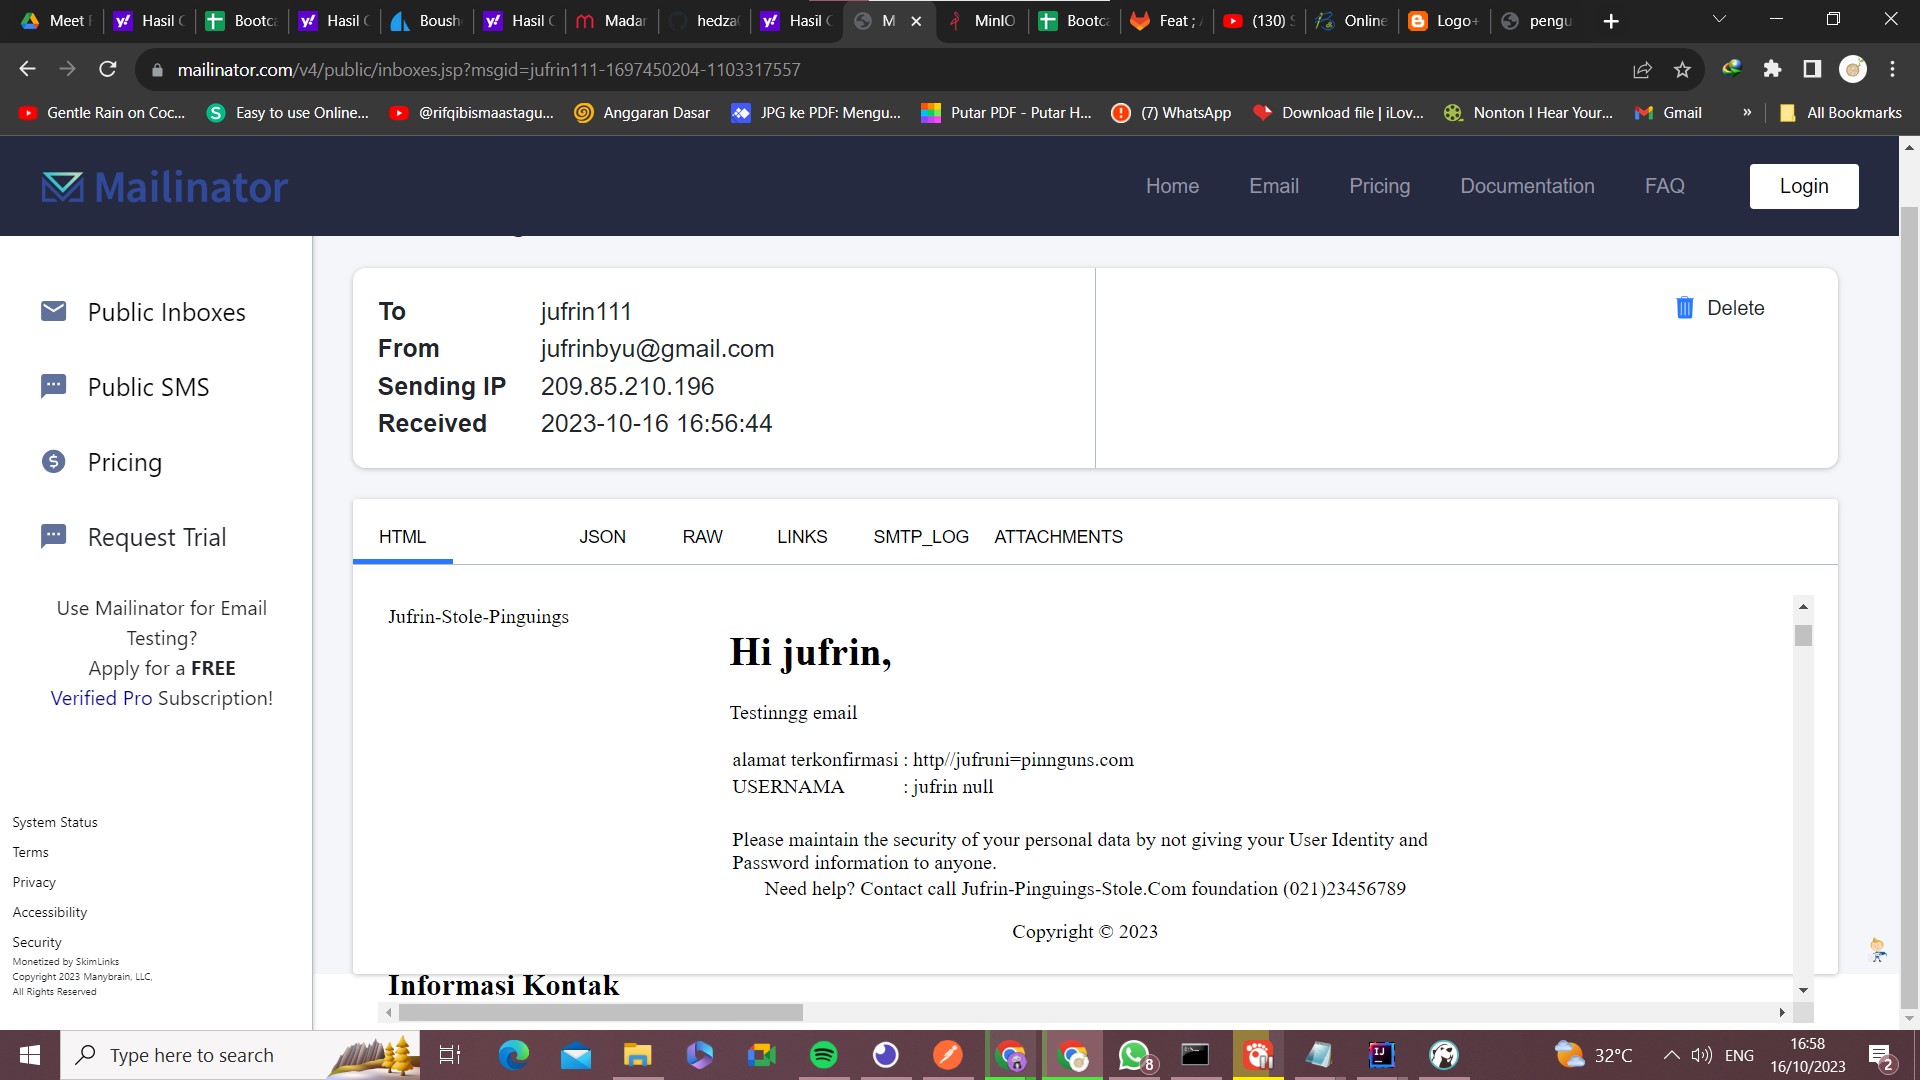 Meet F
Hasil C
Bootca
Hasil C
Boush
Hasil C
Madar
hedza
Hasil C
M
MinIO
Bootca
Feat ;
(130) S
Online
Logo+
pengu
mailinator.com/v4/public/inboxes.jsp?msgid=jufrin111-1697450204-1103317557
Gentle Rain on Coc...
Easy to use Online...
@rifqibismaastagu...
Anggaran Dasar
JPG ke PDF: Mengu...
Putar PDF - Putar H...
(7) WhatsApp
Download file | iLov...
Nonton I Hear Your...
Gmail
»
All Bookmarks
Mailinator
Home
Email
Pricing
Documentation
FAQ
Login
Public Inboxes
Public SMS
Pricing
Request Trial
Use Mailinator for Email
Testing?
Apply for a FREE
Verified Pro Subscription!
System Status
Terms
Privacy
Accessibility
Security
Monetized by SkimLinks
Copyright 2023 Manybrain, LLC,
All Rights Reserved
To jufrin111
From jufrinbyu@gmail.com
Sending IP 209.85.210.196
Received 2023-10-16 16:56:44
Delete
HTML
JSON
RAW
LINKS
SMTP_LOG
ATTACHMENTS
Jufrin-Stole-Pinguings
Hi jufrin,
Testinngg email
alamat terkonfirmasi : http//jufruni=pinnguns.com
USERNAMA : jufrin null
Please maintain the security of your personal data by not giving your User Identity and
Password information to anyone.
Need help? Contact call Jufrin-Pinguings-Stole.Com foundation (021)23456789
Copyright © 2023
Informasi Kontak
Type here to search
8
32°C
ENG
16:58
16/10/2023
2